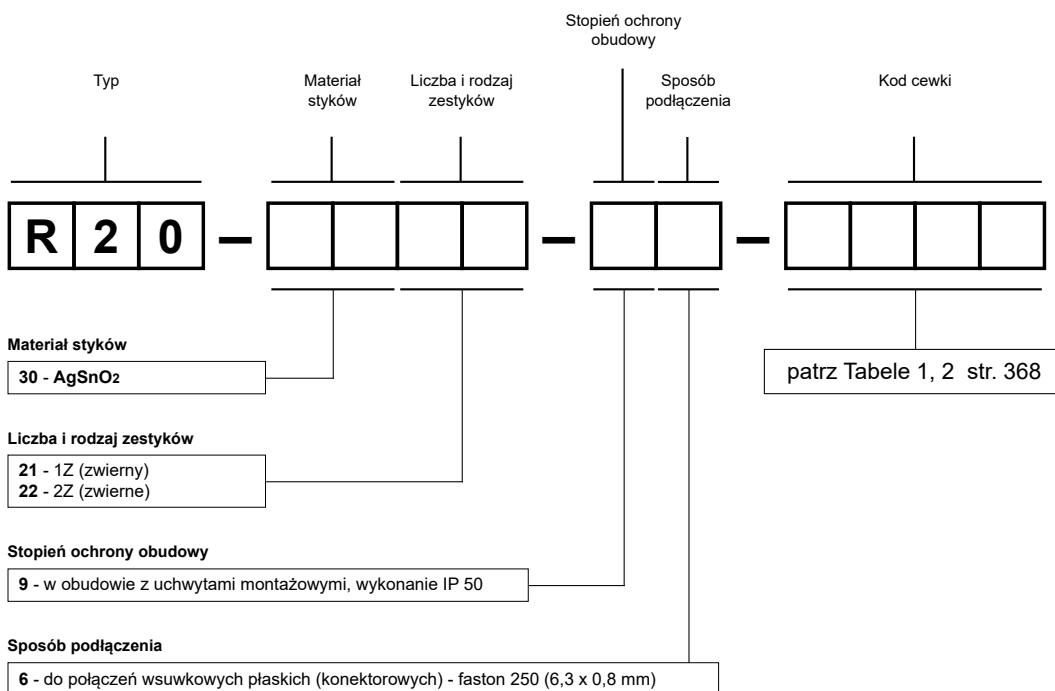 Stopień ochrony
obudowy
Typ
Materiał
styków
Liczba i rodzaj
zestyków
Sposób
podłączenia
Kod cewki
R 2 0 – – –
Materiał styków
30 - AgSnO2
patrz Tabele 1, 2 str. 368
Liczba i rodzaj zestyków
21 - 1Z (zwierny)
22 - 2Z (zwierne)
Stopień ochrony obudowy
9 - w obudowie z uchwytami montażowymi, wykonanie IP 50
Sposób podłączenia
6 - do połączeń wsuwkowych płaskich (konektorowych) - faston 250 (6,3 x 0,8 mm)